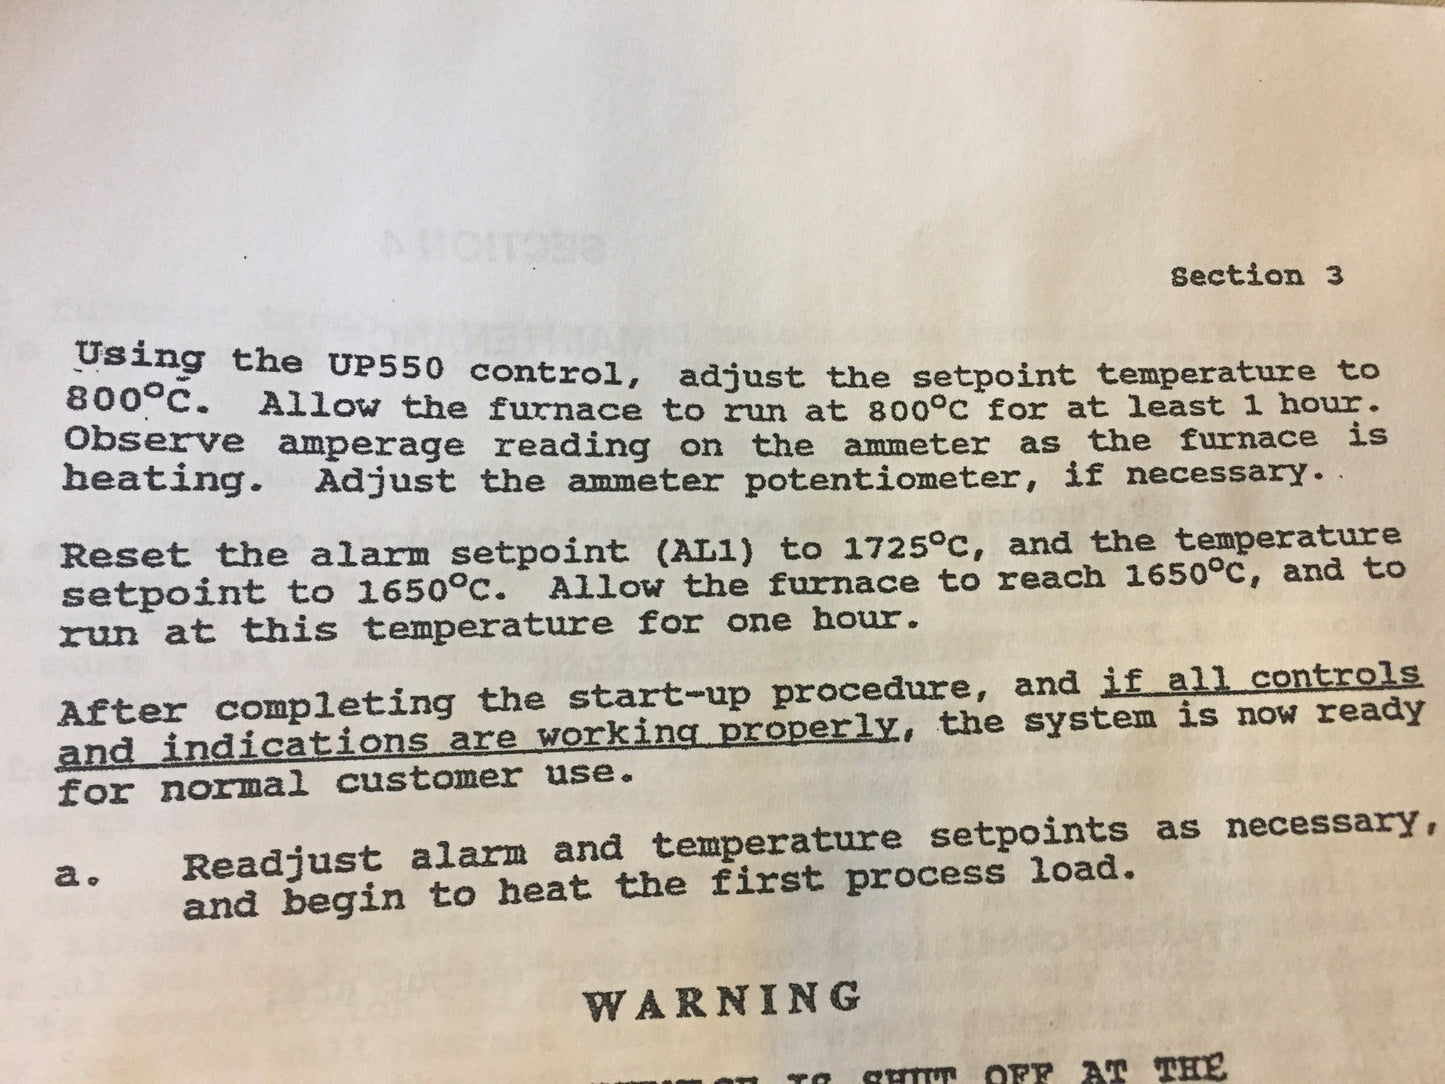 Section 3
Using the UP550 control, adjust the setpoint temperature to
800°C. Allow the furnace to run at 800°C for at least 1 hour.
Observe amperage reading on the ammeter as the furnace is
heating. Adjust the ammeter potentiometer, if necessary.
Reset the alarm setpoint (AL1) to 1725°C, and the temperature
setpoint to 1650°C. Allow the furnace to reach 1650°C, and to
run at this temperature for one hour.
After completing the start-up procedure, and if all controls
and indications are working properly, the system is now ready
for normal customer use.
a. Readjust alarm and temperature setpoints as necessary,
and begin to heat the first process load.
WARNING
IS SHUT OFF AT THE